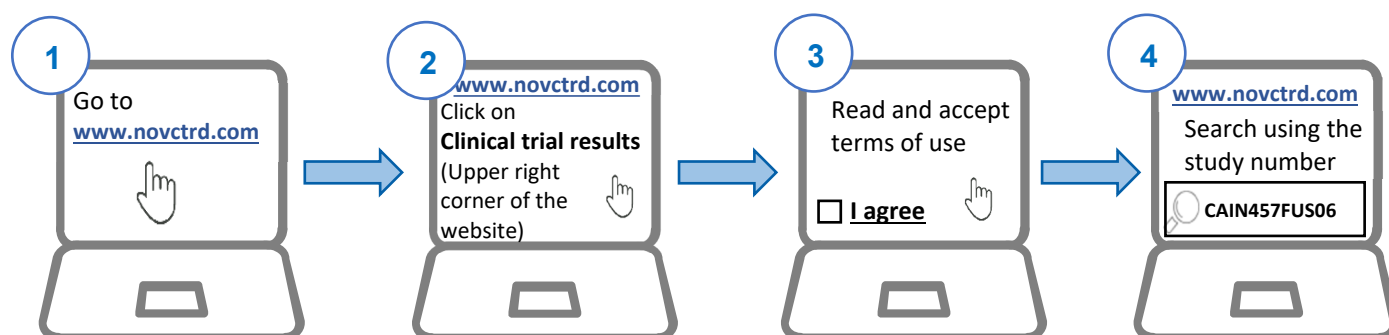 1
Go to
www.novctrd.com
2
www.novctrd.com
Click on
Clinical trial results
(Upper right
corner of the
website)
3
Read and accept
terms of use
I agree
4
www.novctrd.com
Search using the
study number
CAIN457FUS06